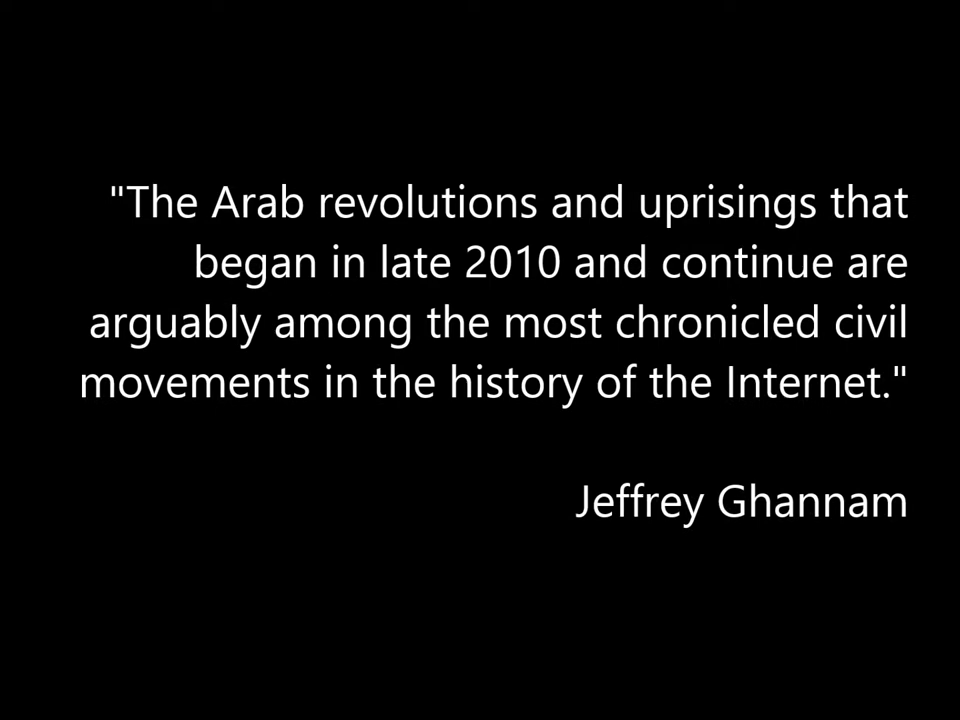 "The Arab revolutions and uprisings that
began in late 2010 and continue are
arguably among the most chronicled civil
movements in the history of the Internet."
Jeffrey Ghannam